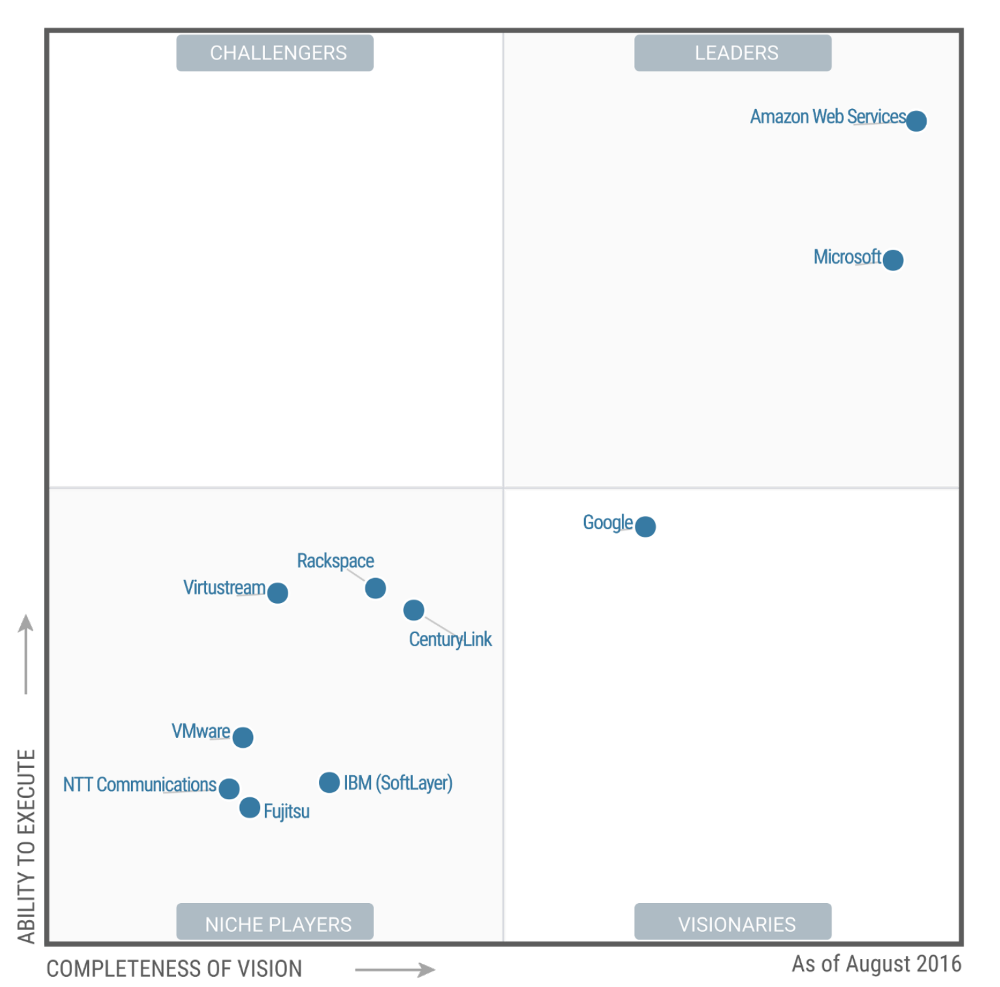 CHALLENGERS
LEADERS
Amazon Web Services
Microsoft
Google
Rackspace
Virtustream
CenturyLink
VMware
NTT Communications
IBM (SoftLayer)
Fujitsu
NICHE PLAYERS
VISIONARIES
ABILITY TO EXECUTE
COMPLETENESS OF VISION
As of August 2016